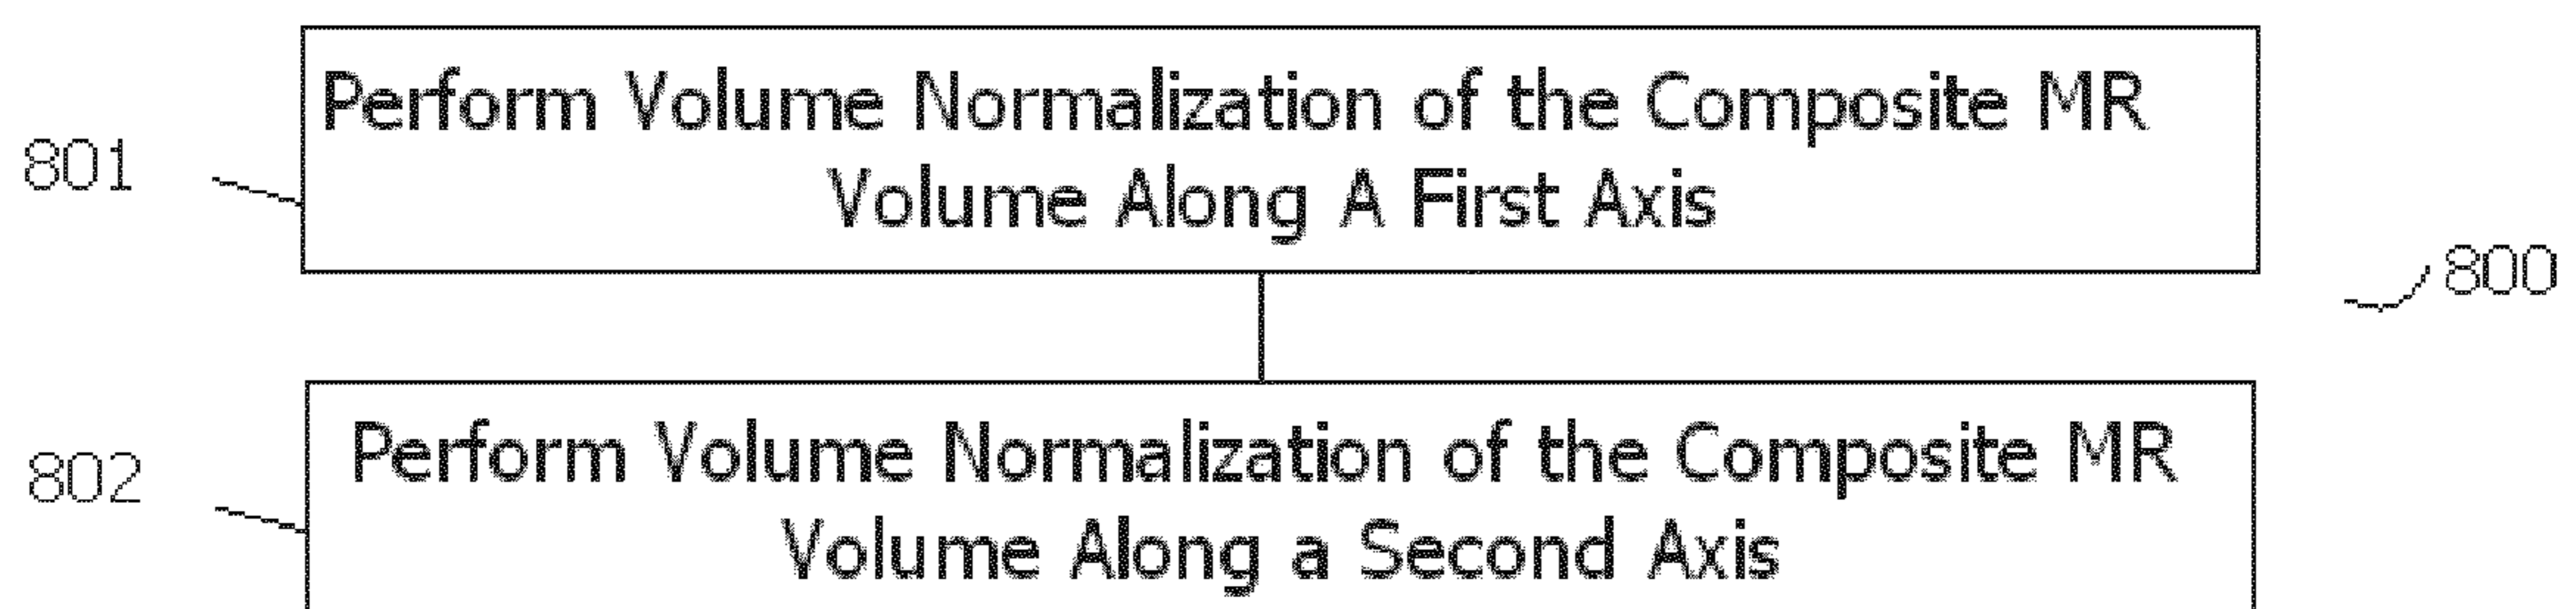 Perform Volume Normalization of the Composite MR
801
Volume Along A First Axis
800
Perform Volume Normalization of the Composite MR
802
Volume Along a Second Axis